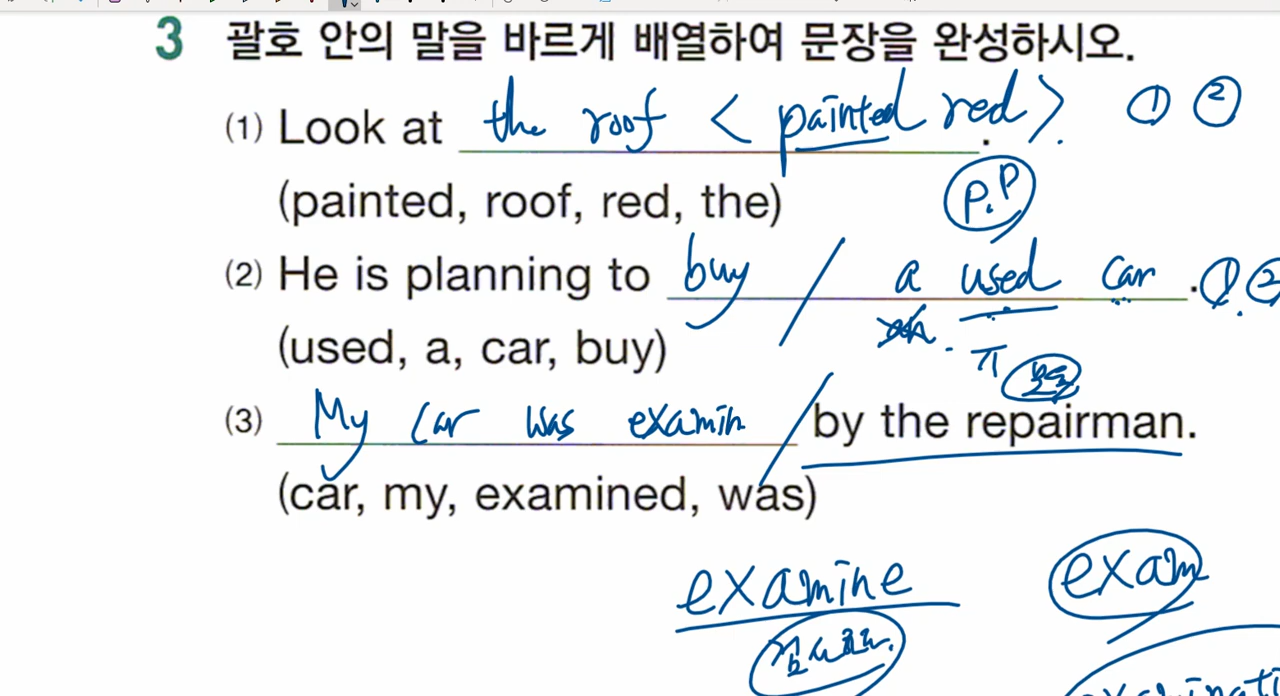 3 괄호 안의 말을 바르게 배열하여 문장을 완성하시오.
(1) Look at the roof < painted red >. ① ②
(painted, roof, red, the)
p.p
(2) He is planning to buy / a used car. ① ②
(used, a, car, buy)
(3) My car was examin / by the repairman.
(car, my, examined, was)
examine exam